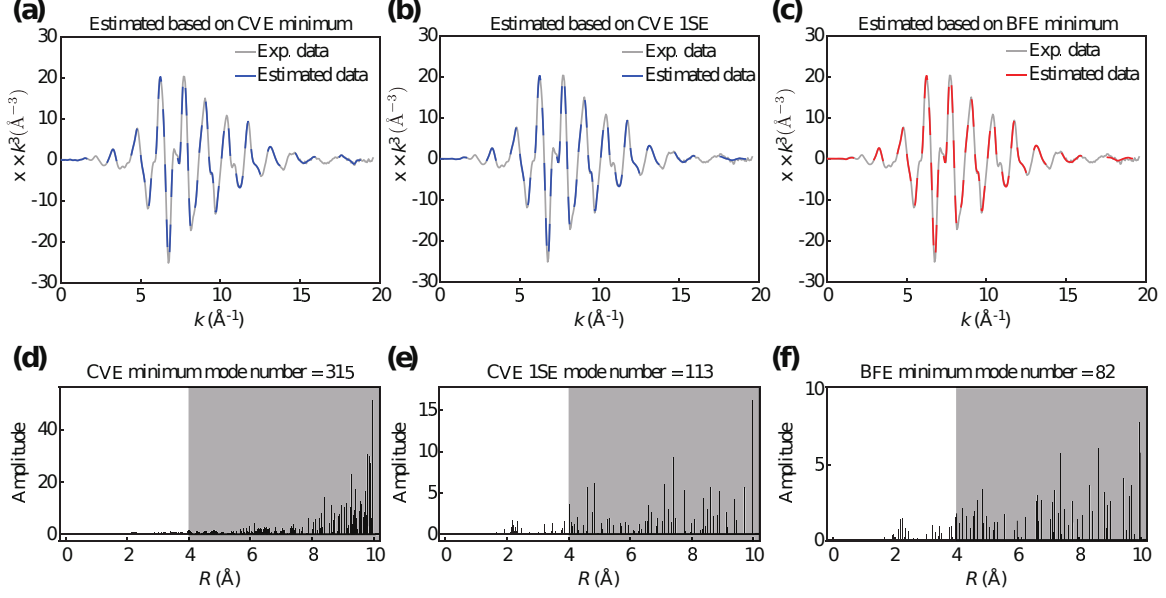 (a)
Estimated based on CVE minimum
30
20
10
0
−10
−20
−30
x × k³ (Å⁻³)
Exp. data
Estimated data
0 5 10 15 20
k (Å⁻¹)
(b)
Estimated based on CVE 1SE
30
20
10
0
−10
−20
−30
x × k³ (Å⁻³)
Exp. data
Estimated data
0 5 10 15 20
k (Å⁻¹)
(c)
Estimated based on BFE minimum
30
20
10
0
−10
−20
−30
x × k³ (Å⁻³)
Exp. data
Estimated data
0 5 10 15 20
k (Å⁻¹)
(d)
CVE minimum mode number = 315
40
20
0
Amplitude
0 2 4 6 8 10
R (Å)
(e)
CVE 1SE mode number = 113
15
10
5
0
Amplitude
0 2 4 6 8 10
R (Å)
(f)
BFE minimum mode number = 82
10
5
0
Amplitude
0 2 4 6 8 10
R (Å)